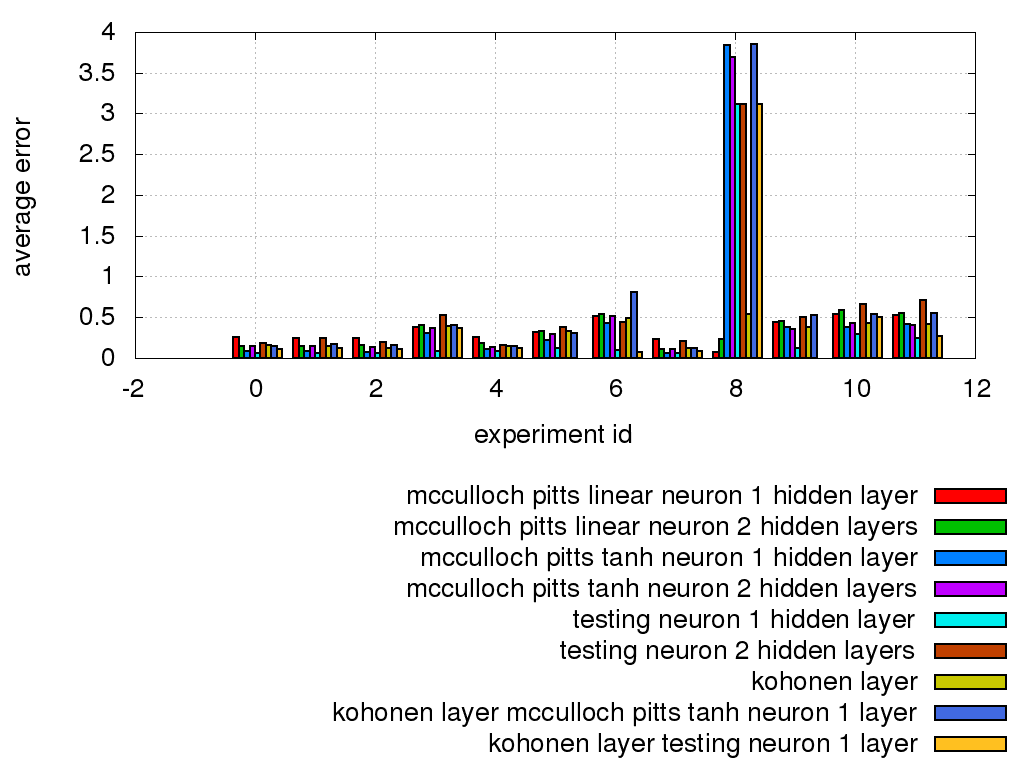 4
3.5
3
2.5
2
1.5
1
0.5
0
average error
-2 0 2 4 6 8 10 12
experiment id
mcculloch pitts linear neuron 1 hidden layer
mcculloch pitts linear neuron 2 hidden layers
mcculloch pitts tanh neuron 1 hidden layer
mcculloch pitts tanh neuron 2 hidden layers
testing neuron 1 hidden layer
testing neuron 2 hidden layers
kohonen layer
kohonen layer mcculloch pitts tanh neuron 1 layer
kohonen layer testing neuron 1 layer